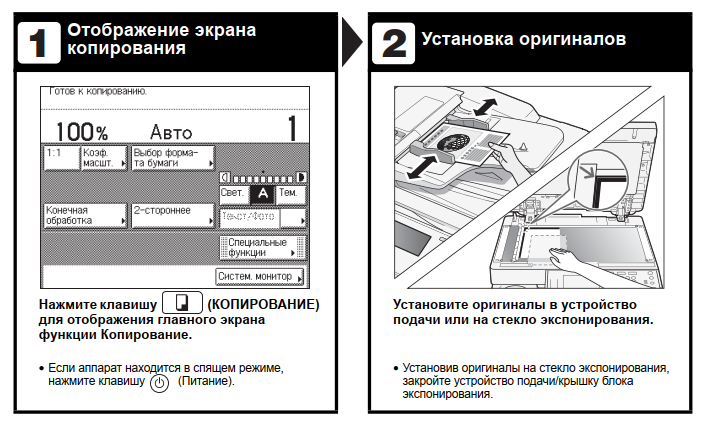 1
Отображение экрана
копирования
Готов к копированию.
100% Авто 1
1:1
Коэф.
масшт.
Выбор форма-
та бумаги
Свет. A Тем.
Конечная
обработка
2-стороннее
Текст/Фото
Специальные
функции
Систем. монитор
Нажмите клавишу (КОПИРОВАНИЕ)
для отображения главного экрана
функции Копирование.
• Если аппарат находится в спящем режиме,
нажмите клавишу (Питание).
2
Установка оригиналов
Установите оригиналы в устройство
подачи или на стекло экспонирования.
• Установив оригиналы на стекло экспонирования,
закройте устройство подачи/крышку блока
экспонирования.